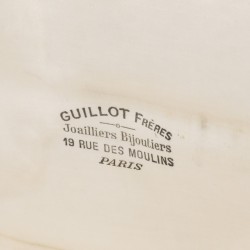 GUILLOT FRÈRES
Joailliers Bijoutiers
19 RUE DES MOULINS
PARIS